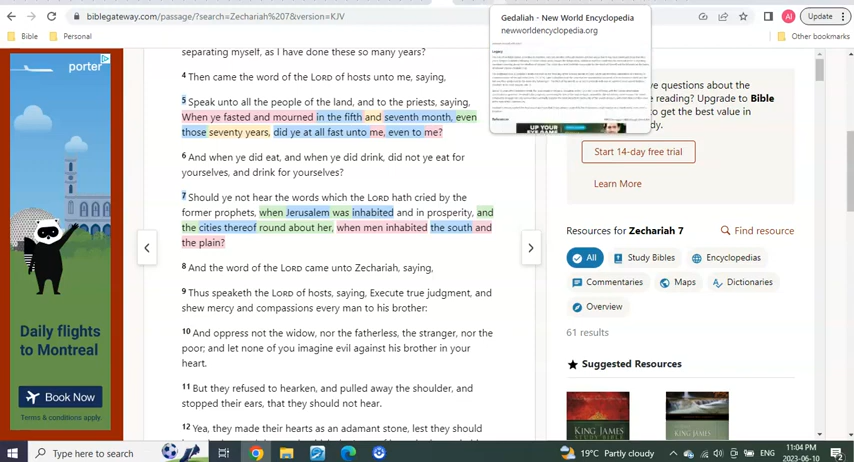 biblegateway.com/passage/?search=Zechariah%207&version=KJV
AI
Update
Bible
Personal
Other bookmarks
Gedaliah - New World Encyclopedia
newworldencyclopedia.org
porter
Daily flights
to Montreal
Book Now
Terms & conditions apply.
separating myself, as I have done these so many years?
4 Then came the word of the LORD of hosts unto me, saying,
5 Speak unto all the people of the land, and to the priests, saying,
When ye fasted and mourned in the fifth and seventh month, even
those seventy years, did ye at all fast unto me, even to me?
6 And when ye did eat, and when ye did drink, did not ye eat for
yourselves, and drink for yourselves?
7 Should ye not hear the words which the LORD hath cried by the
former prophets, when Jerusalem was inhabited and in prosperity, and
the cities thereof round about her, when men inhabited the south and
the plain?
8 And the word of the LORD came unto Zechariah, saying,
9 Thus speaketh the LORD of hosts, saying, Execute true judgment, and
shew mercy and compassions every man to his brother:
10 And oppress not the widow, nor the fatherless, the stranger, nor the
poor; and let none of you imagine evil against his brother in your
heart.
11 But they refused to hearken, and pulled away the shoulder, and
stopped their ears, that they should not hear.
12 Yea, they made their hearts as an adamant stone, lest they should
UP YOUR
ve questions about the
reading? Upgrade to Bible
to get the best value in
dy.
Start 14-day free trial
Learn More
Resources for Zechariah 7
Find resource
All
Study Bibles
Encyclopedias
Commentaries
Maps
Dictionaries
Overview
61 results
Suggested Resources
KING JAMES
KING JAMES
Type here to search
19°C Partly cloudy
ENG
11:04 PM
2023-06-10
2